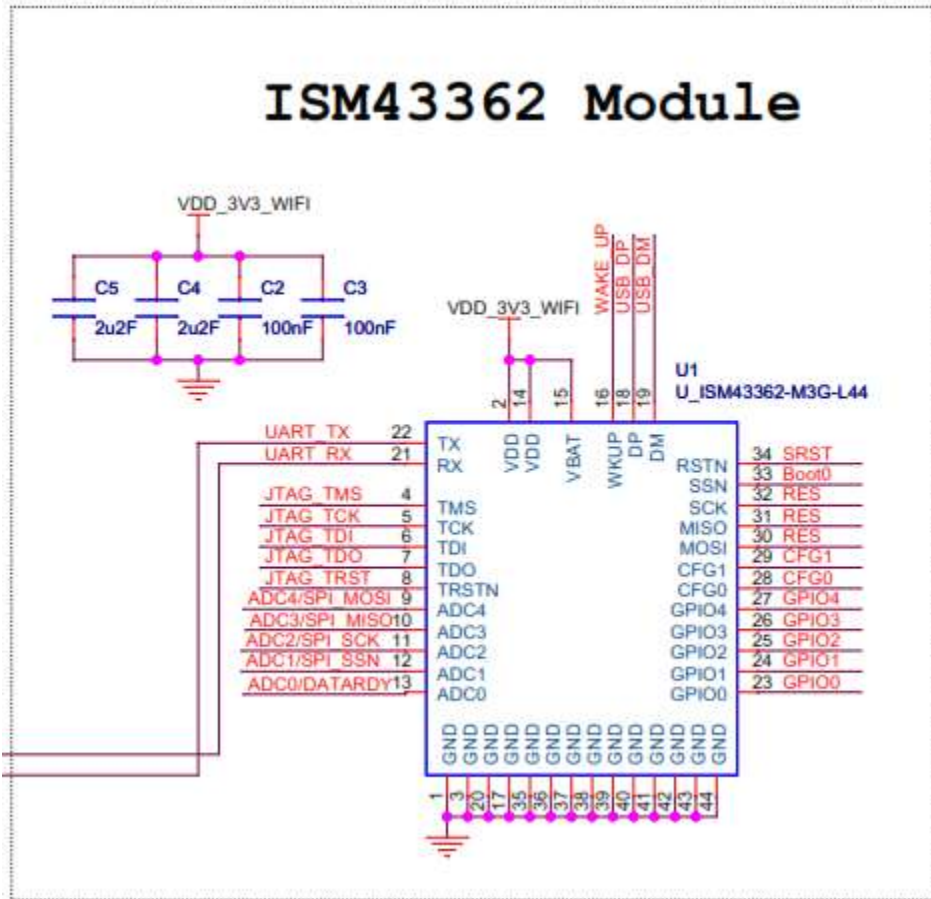 ISM43362 Module
VDD_3V3_WIFI
C5 C4 C2 C3
2u2F 2u2F 100nF 100nF
VDD_3V3_WIFI
WAKE_UP
USB_DP
USB_DM
U1
U_ISM43362-M3G-L44
2 14 15 16 18 19
VDD VDD VBAT WKUP DP DM
UART_TX 22 TX
UART_RX 21 RX
JTAG_TMS 4 TMS
JTAG_TCK 5 TCK
JTAG_TDI 6 TDI
JTAG_TDO 7 TDO
JTAG_TRST 8 TRSTN
ADC4/SPI_MOSI 9 ADC4
ADC3/SPI_MISO 10 ADC3
ADC2/SPI_SCK 11 ADC2
ADC1/SPI_SSN 12 ADC1
ADC0/DATARDY 13 ADC0
RSTN 34 SRST
SSN 33 Boot0
SCK 32 RES
MISO 31 RES
MOSI 30 RES
CFG1 29 CFG1
CFG0 28 CFG0
GPIO4 27 GPIO4
GPIO3 26 GPIO3
GPIO2 25 GPIO2
GPIO1 24 GPIO1
GPIO0 23 GPIO0
GND GND GND GND GND GND GND GND GND GND GND GND GND GND
1 3 20 17 35 36 37 38 39 40 41 42 43 44